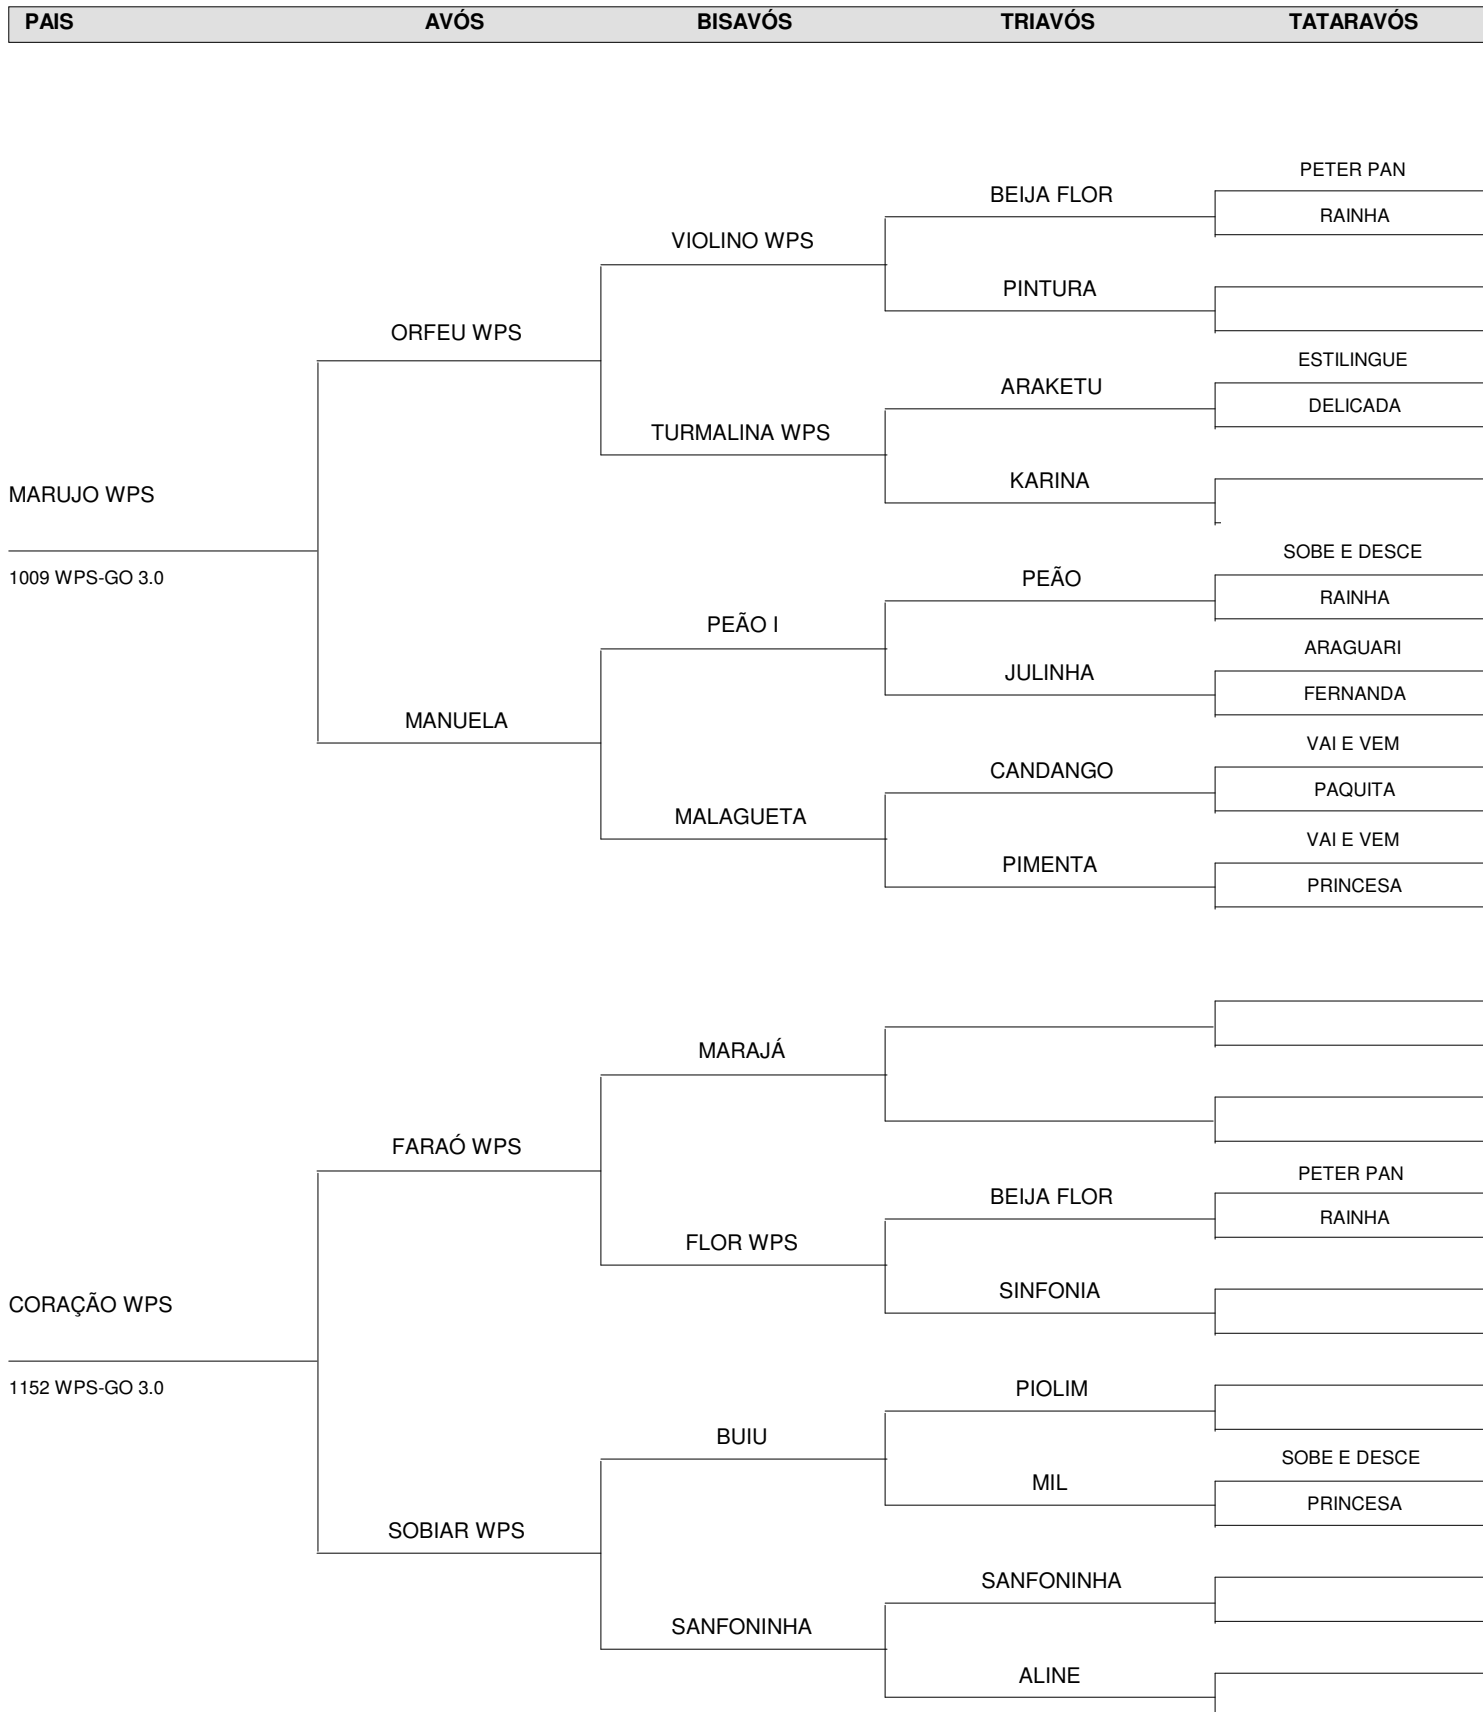 PAIS AVÓS BISAVÓS TRIAVÓS TATARAVÓS
PETER PAN
BEIJA FLOR
RAINHA
VIOLINO WPS
PINTURA
ORFEU WPS
ESTILINGUE
ARAKETU
DELICADA
TURMALINA WPS
KARINA
MARUJO WPS
SOBE E DESCE
1009 WPS-GO 3.0
PEÃO
RAINHA
PEÃO I
ARAGUARI
JULINHA
FERNANDA
MANUELA
VAI E VEM
CANDANGO
PAQUITA
MALAGUETA
VAI E VEM
PIMENTA
PRINCESA
MARAJÁ
FARAÓ WPS
PETER PAN
BEIJA FLOR
RAINHA
FLOR WPS
SINFONIA
CORAÇÃO WPS
1152 WPS-GO 3.0
PIOLIM
BUIU
SOBE E DESCE
MIL
PRINCESA
SOBIAR WPS
SANFONINHA
SANFONINHA
ALINE